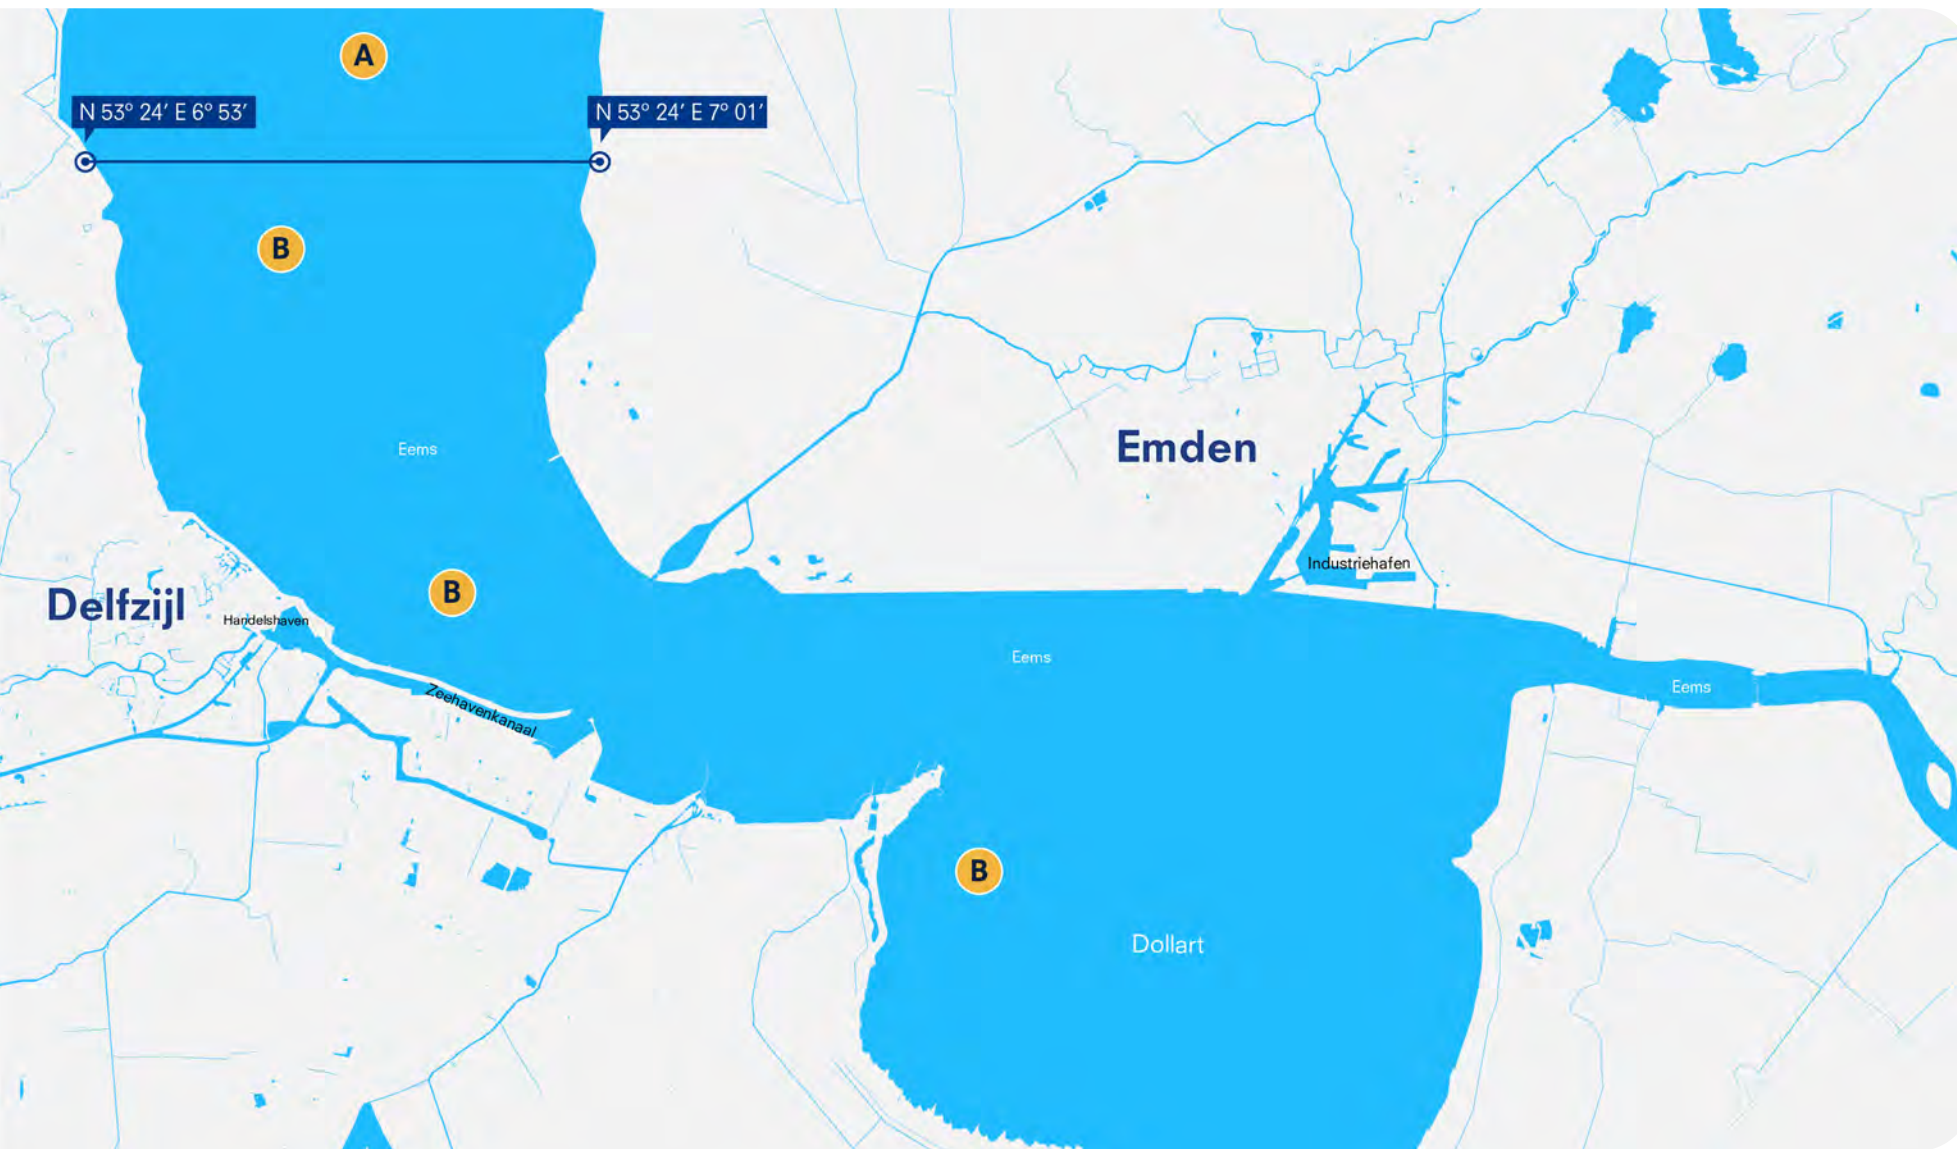 A
N 53° 24′ E 6° 53′
N 53° 24′ E 7° 01′
B
Eems
Emden
Industriehafen
B
Delfzijl
Handelshaven
Eems
Zeehavenkanaal
Eems
B
Dollart